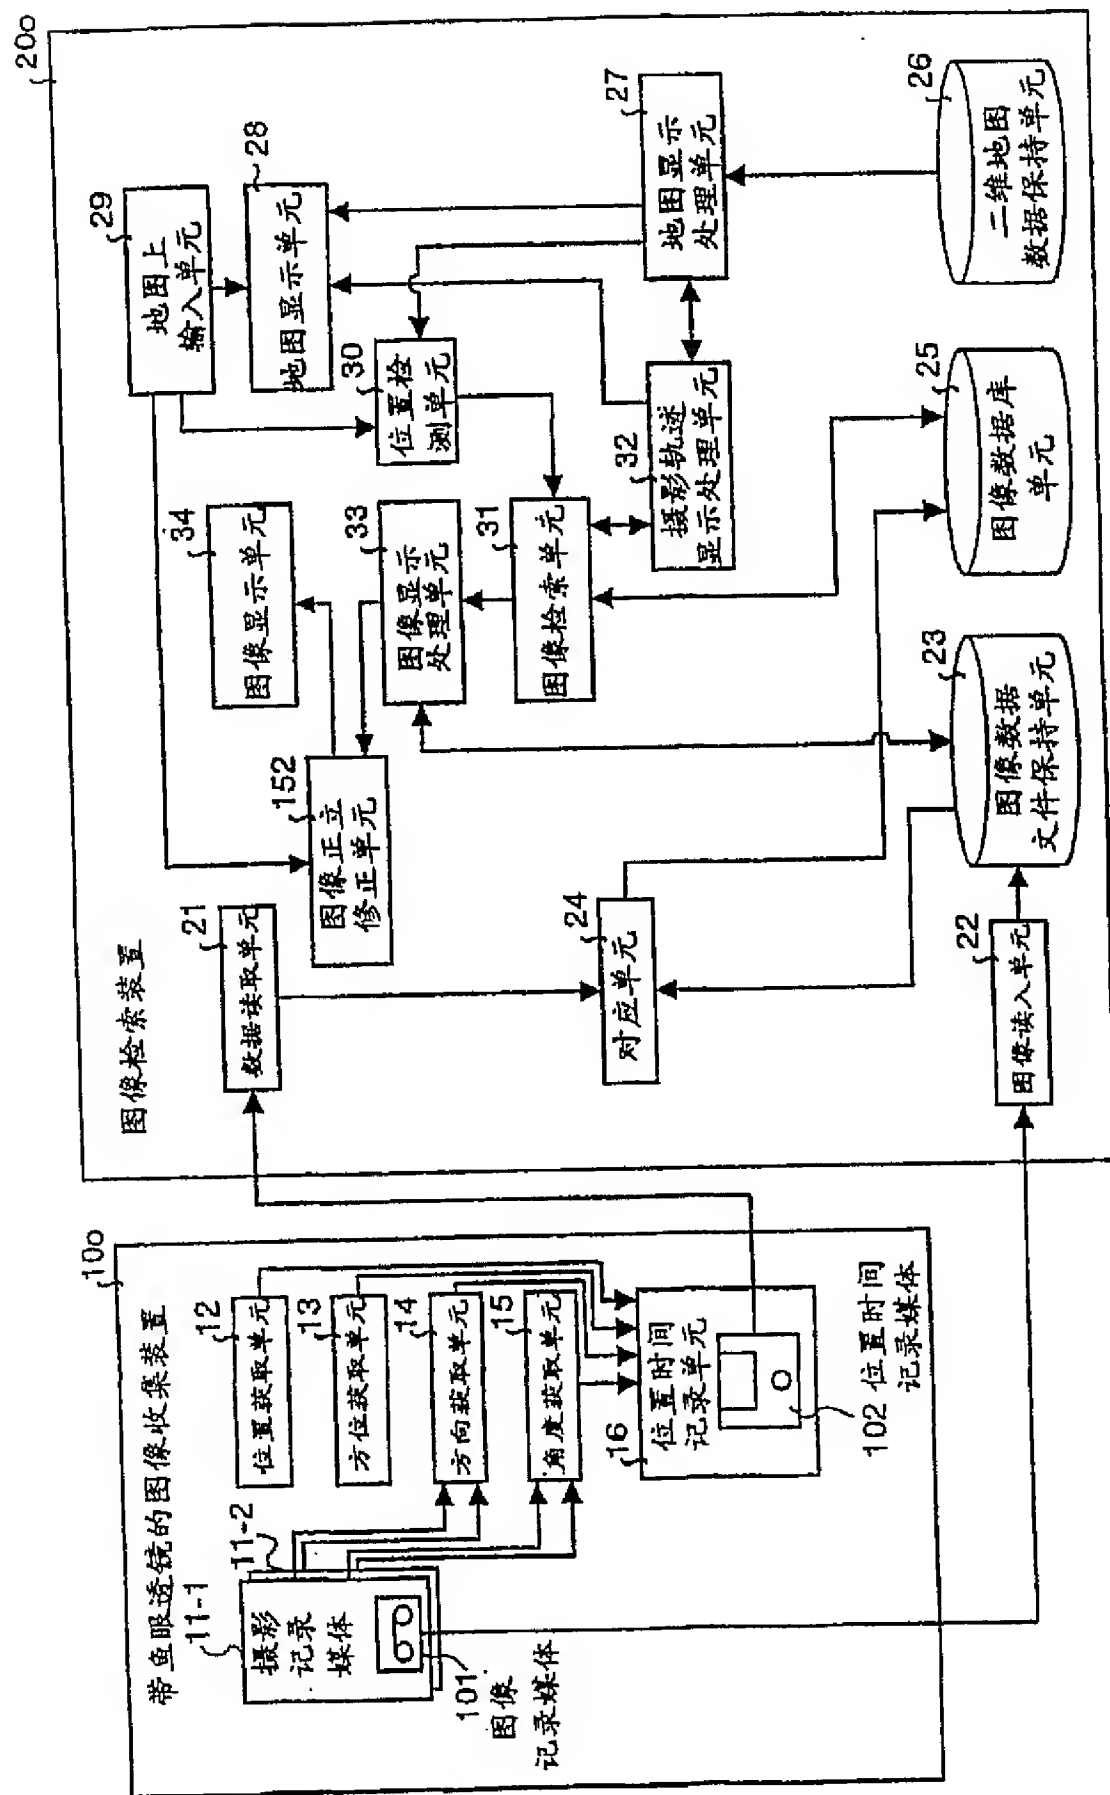 20o
图像检索装置
29
地图上
输入单元
28
地图显示单元
27
地图显示
处理单元
26
二维地图
数据保持单元
30
位置检
测单元
32
摄影轨迹
显示处理单元
25
图像数据库
单元
34
图像显示单元
33
图像显示
处理单元
31
图像检索单元
23
图像数据
文件保持单元
152
图像正立
修正单元
21
数据读取单元
24
对应单元
22
图像读入单元
10o
带鱼眼透镜的图像收集装置
11-1
11-2
摄影
记录
媒体
101
图像
记录媒体
12
位置获取单元
13
方位获取单元
14
方向获取单元
15
角度获取单元
16
位置时间
记录单元
102 位置时间
记录媒体